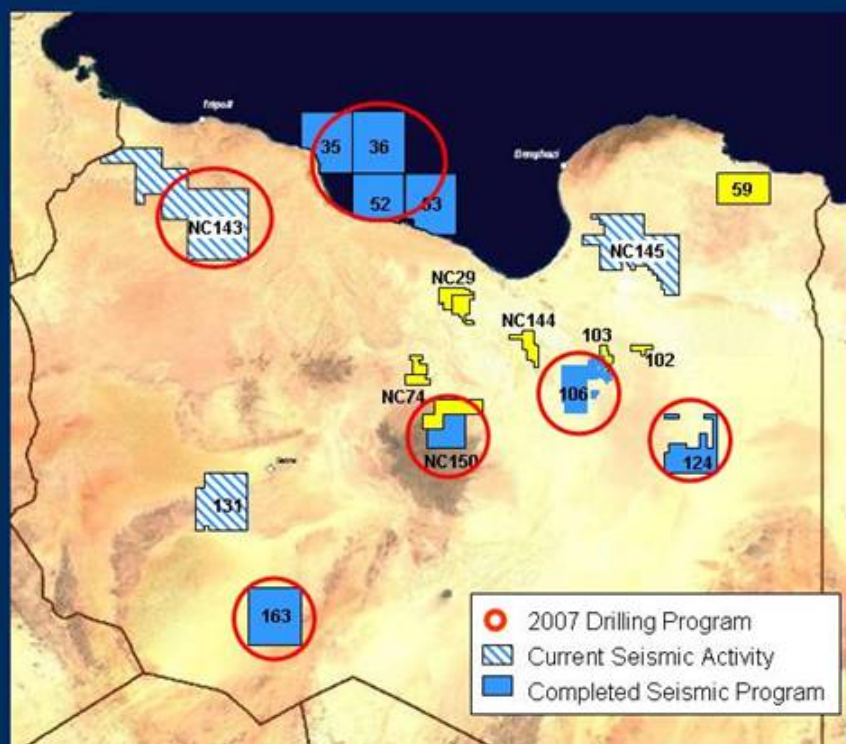 Tripoli
35
36
Benghazi
59
52
53
NC143
NC145
NC29
NC144
103
102
NC74
106
NC150
124
131
163
2007 Drilling Program
Current Seismic Activity
Completed Seismic Program